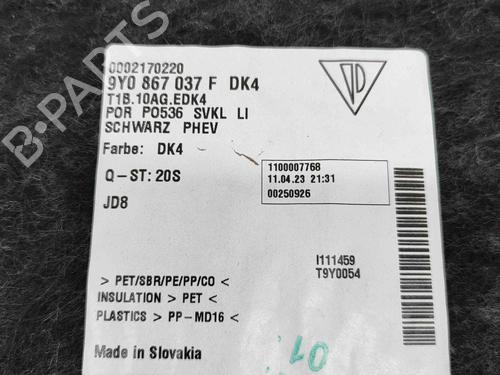 0002170220
9Y0 867 037 F DK4
T1B.10AG.EDK4
POR PO536 SVKL LI
SCHWARZ PHEV
Farbe: DK4
Q-ST: 20S
JD8
1100007768
11.04.23 21:31
00250926
I111459
T9Y0054
> PET/SBR/PE/PP/CO <
INSULATION > PET <
PLASTICS > PP-MD16 <
Made in Slovakia
01
B-PARTS